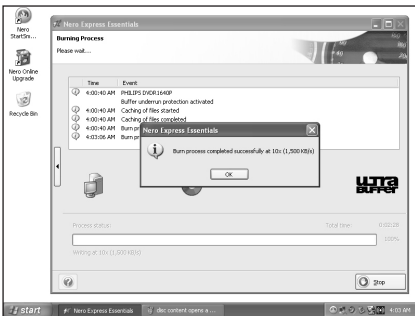 Nero
StartSm...
Nero Online
Upgrade
Recycle Bin
Nero Express Essentials
Burning Process
Please wait...
Time Event
4:00:40 AM PHILIPS DVDR1640P
Buffer underrun protection activated
4:00:40 AM Caching of files started
4:00:40 AM Caching of files completed
4:00:40 AM Burn pr
4:03:06 AM Burn pr
Nero Express Essentials
Burn process completed successfully at 10x (1,500 KB/s)
OK
ULTRA
BUFFER
Process status:
Total time: 0:02:28
100%
Writing at 10x (1,500 KB/s)
Stop
start
Nero Express Essentials
disc content opens a ...
4:03 AM